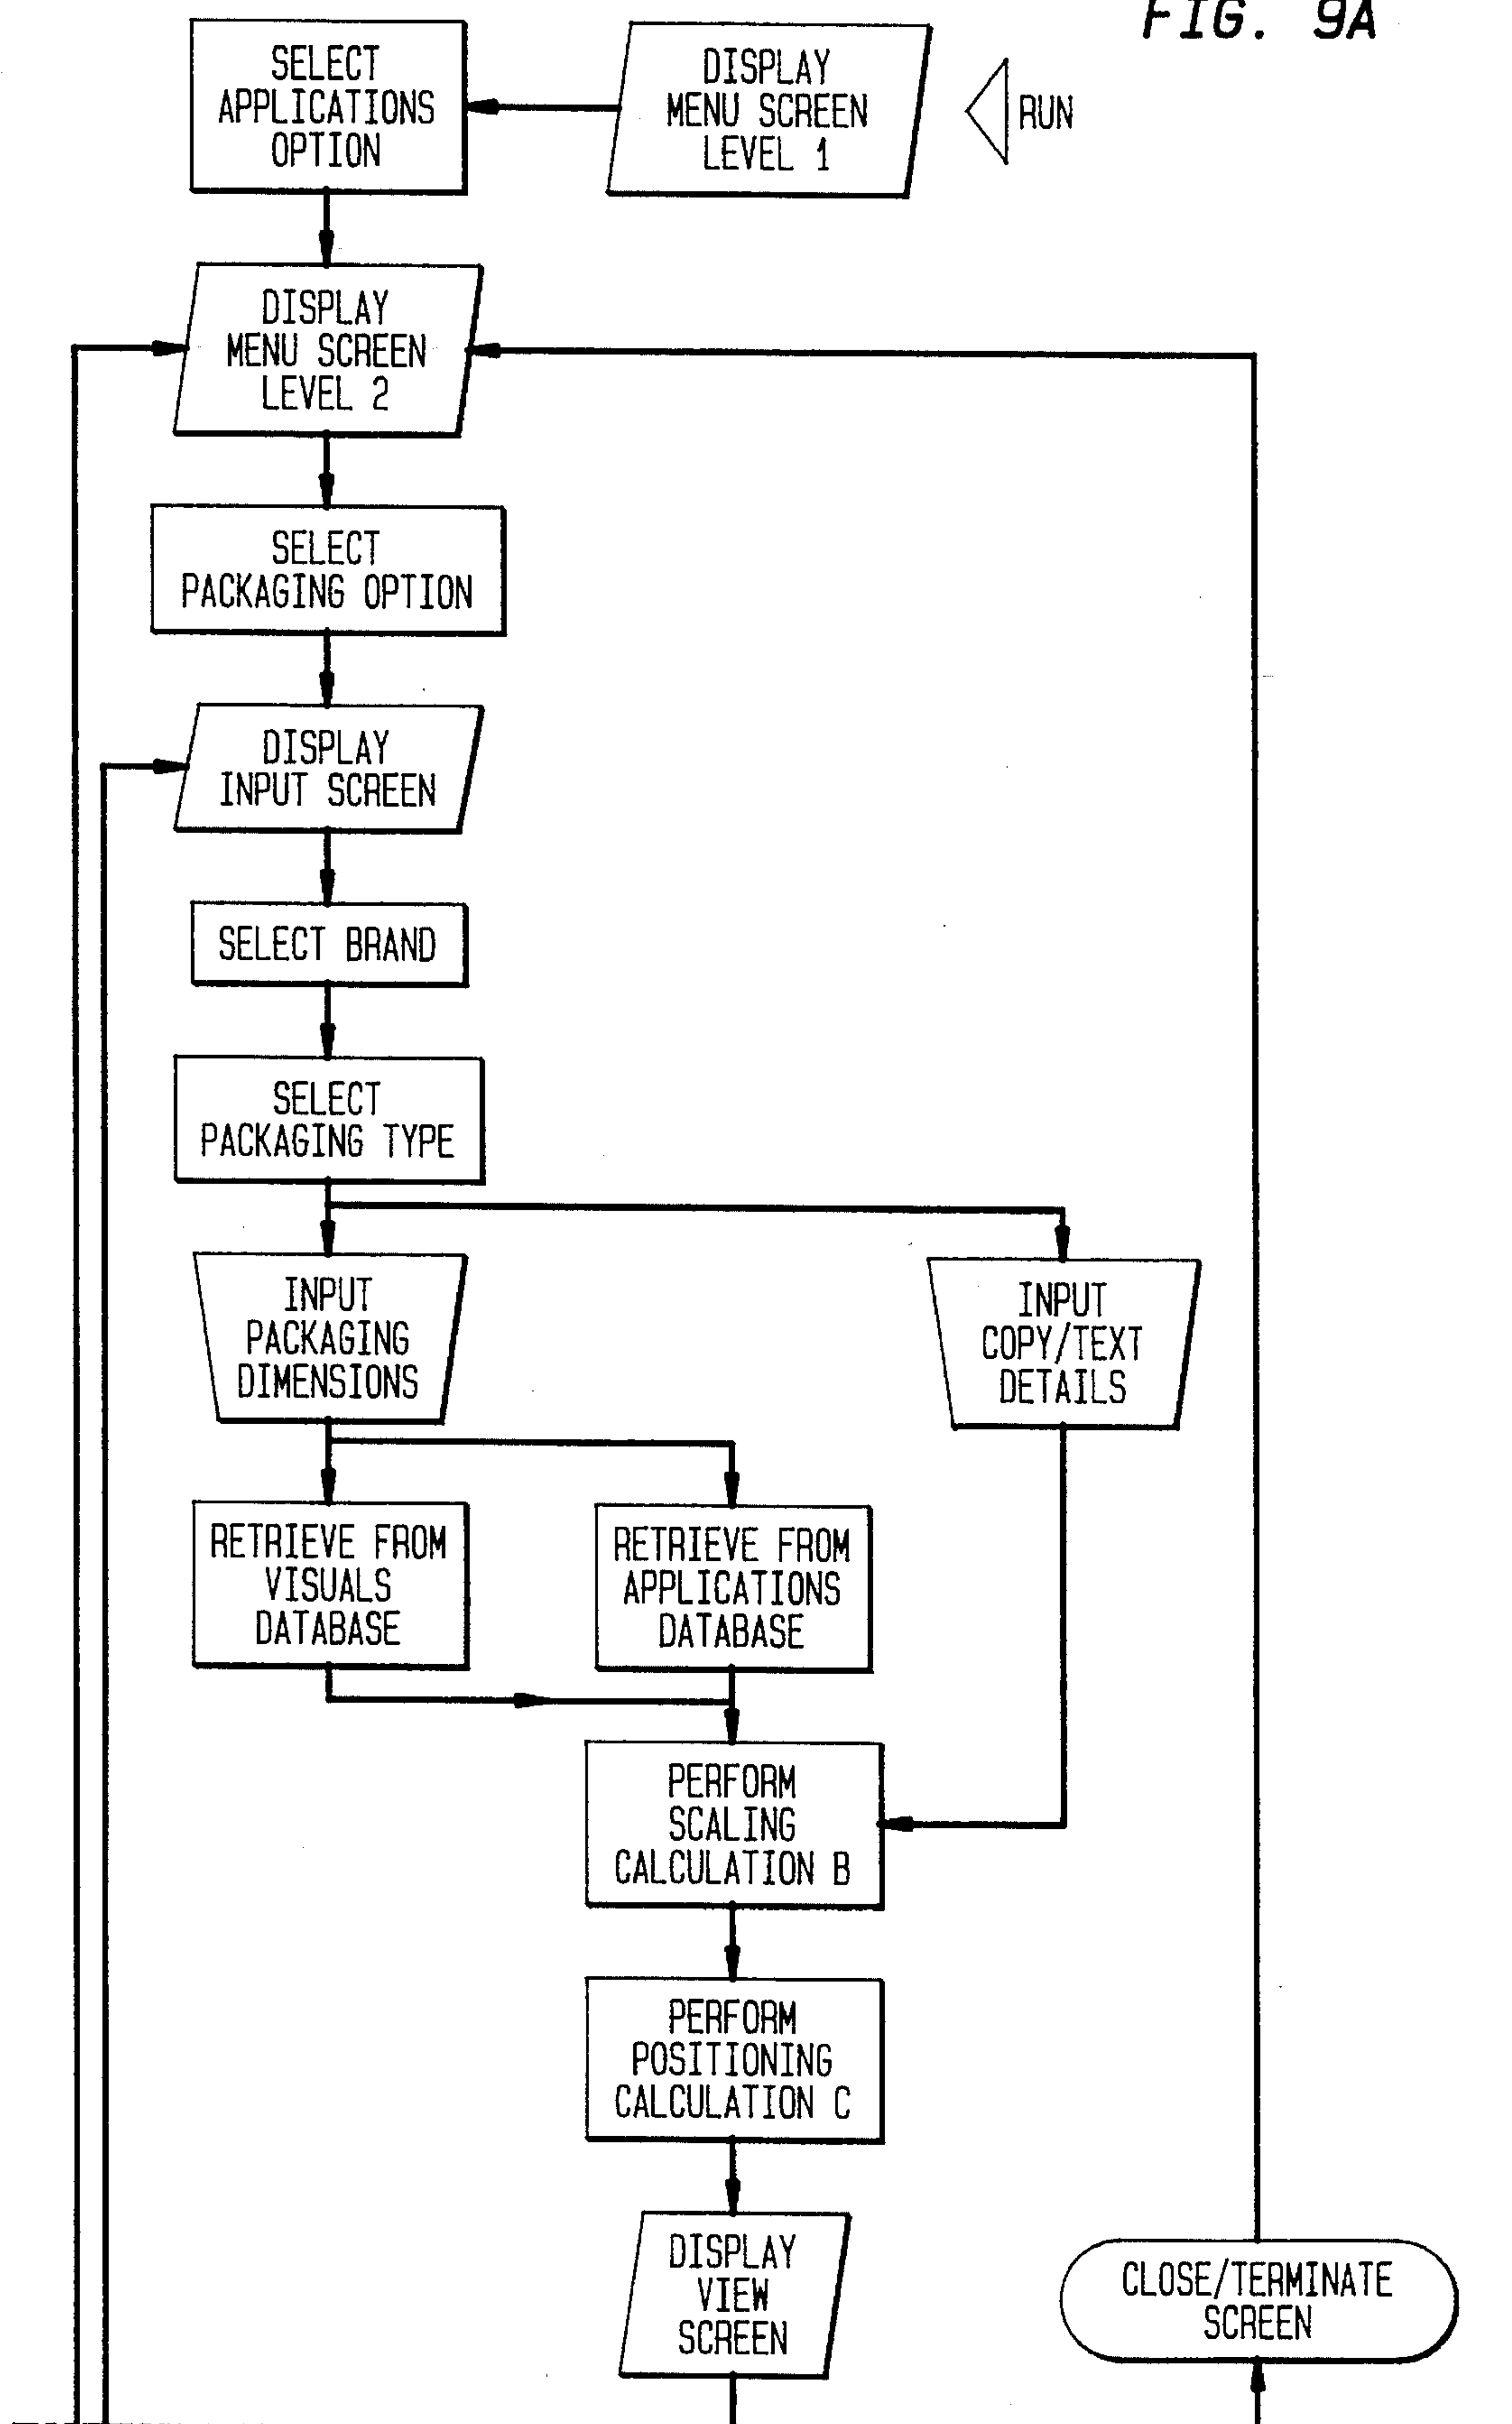 FIG. 9A
SELECT
APPLICATIONS
OPTION
DISPLAY
MENU SCREEN
LEVEL 1
RUN
DISPLAY
MENU SCREEN
LEVEL 2
SELECT
PACKAGING OPTION
DISPLAY
INPUT SCREEN
SELECT BRAND
SELECT
PACKAGING TYPE
INPUT
PACKAGING
DIMENSIONS
INPUT
COPY/TEXT
DETAILS
RETRIEVE FROM
VISUALS
DATABASE
RETRIEVE FROM
APPLICATIONS
DATABASE
PERFORM
SCALING
CALCULATION B
PERFORM
POSITIONING
CALCULATION C
DISPLAY
VIEW
SCREEN
CLOSE/TERMINATE
SCREEN